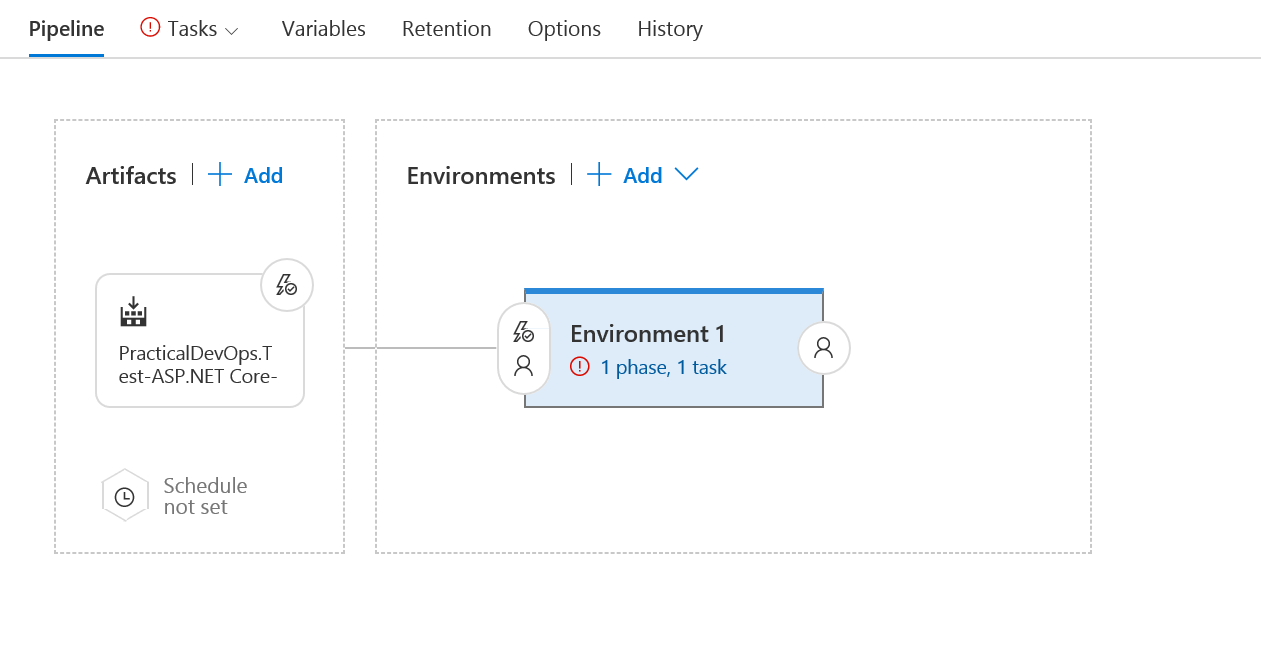 Pipeline Tasks Variables Retention Options History
Artifacts Add
Environments Add
PracticalDevOps.T
est-ASP.NET Core-
Environment 1
1 phase, 1 task
Schedule
not set